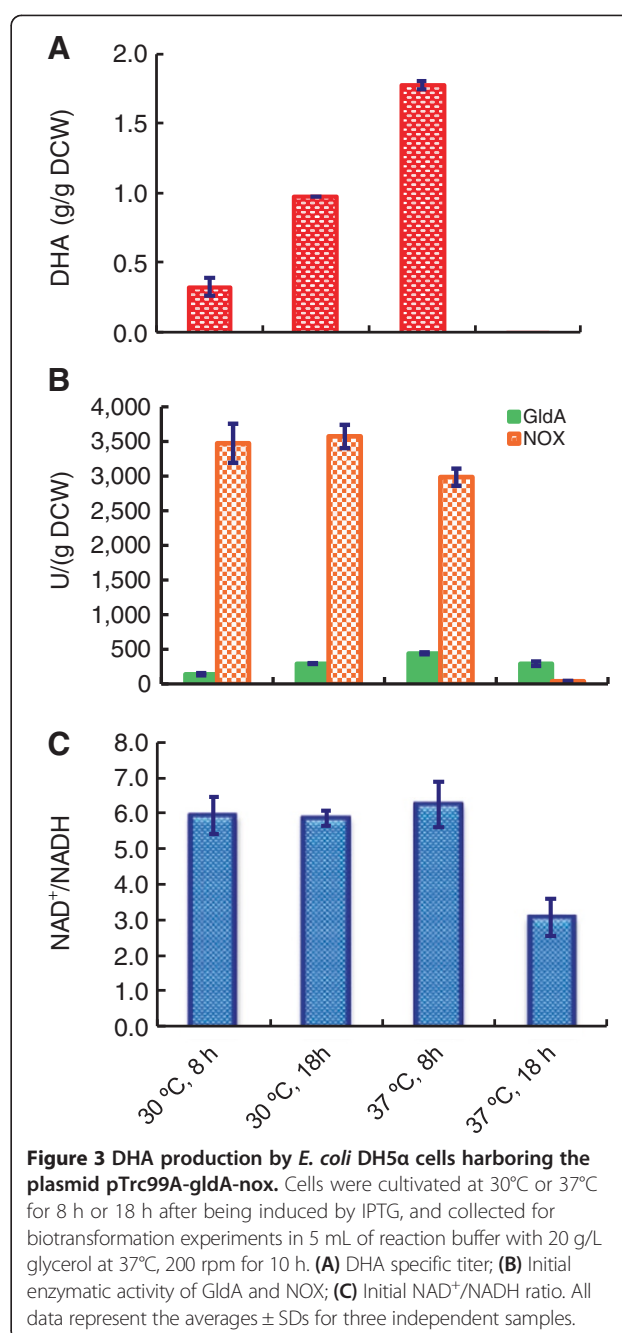 A
DHA (g/g DCW)
2.0
1.5
1.0
0.5
0.0
B
U/(g DCW)
4,000
3,500
3,000
2,500
2,000
1,500
1,000
500
0
GldA
NOX
C
NAD⁺/NADH
8.0
7.0
6.0
5.0
4.0
3.0
2.0
1.0
0.0
30 ºC, 8 h
30 ºC, 18h
37 ºC, 8h
37 ºC, 18 h
Figure 3 DHA production by E. coli DH5α cells harboring the
plasmid pTrc99A-gldA-nox. Cells were cultivated at 30°C or 37°C
for 8 h or 18 h after being induced by IPTG, and collected for
biotransformation experiments in 5 mL of reaction buffer with 20 g/L
glycerol at 37°C, 200 rpm for 10 h. (A) DHA specific titer; (B) Initial
enzymatic activity of GldA and NOX; (C) Initial NAD⁺/NADH ratio. All
data represent the averages ± SDs for three independent samples.